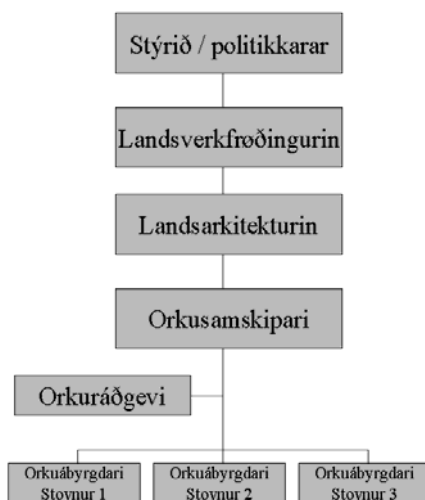 Stýrið / politikkarar
Landsverkfrøðingurin
Landsarkitekturin
Orkusamskipari
Orkuráðgevi
Orkuábyrgdari
Stovnur 1
Orkuábyrgdari
Stovnur 2
Orkuábyrgdari
Stovnur 3